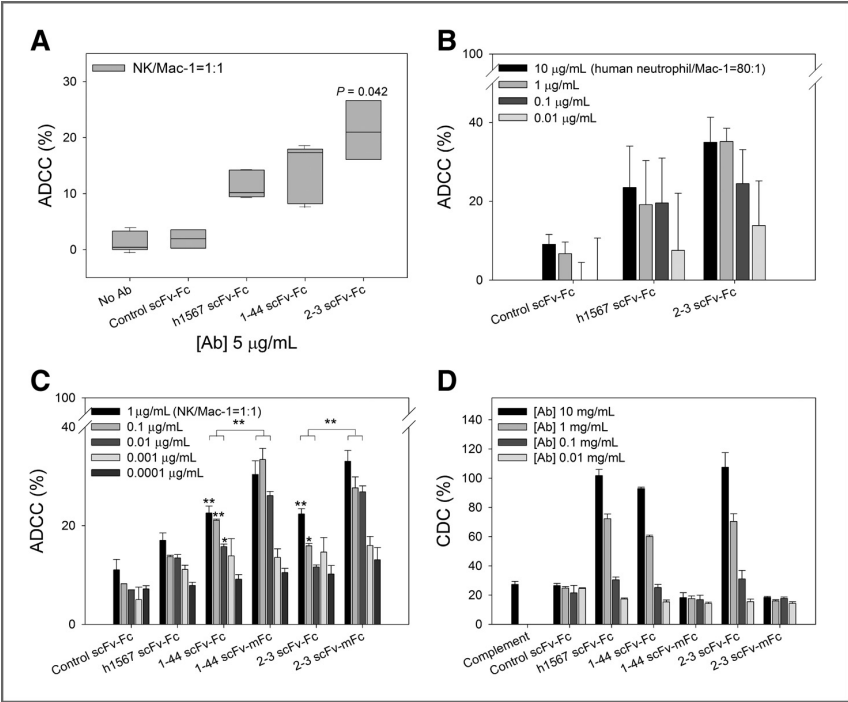 A
NK/Mac-1=1:1
P = 0.042
30
20
10
0
ADCC (%)
No Ab
Control scFv-Fc
h1567 scFv-Fc
1-44 scFv-Fc
2-3 scFv-Fc
[Ab] 5 µg/mL
B
100
40
20
0
ADCC (%)
10 µg/mL (human neutrophil/Mac-1=80:1)
1 µg/mL
0.1 µg/mL
0.01 µg/mL
Control scFv-Fc
h1567 scFv-Fc
2-3 scFv-Fc
C
100
40
20
0
ADCC (%)
1µg/mL (NK/Mac-1=1:1)
0.1 µg/mL
0.01 µg/mL
0.001 µg/mL
0.0001 µg/mL
**
**
**
**
*
**
*
Control scFv-Fc
h1567 scFv-Fc
1-44 scFv-Fc
1-44 scFv-mFc
2-3 scFv-Fc
2-3 scFv-mFc
D
140
120
100
80
60
40
20
0
CDC (%)
[Ab] 10 mg/mL
[Ab] 1 mg/mL
[Ab] 0.1 mg/mL
[Ab] 0.01 mg/mL
Complement
Control scFv-Fc
h1567 scFv-Fc
1-44 scFv-Fc
1-44 scFv-mFc
2-3 scFv-Fc
2-3 scFv-mFc